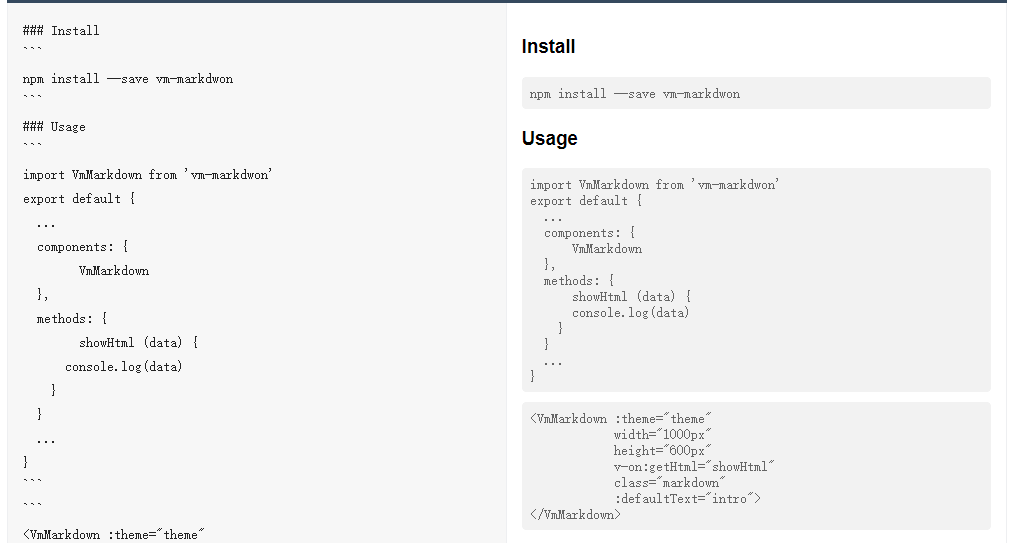 ### Install
```
npm install --save vm-markdwon
```
### Usage
```
import VmMarkdown from 'vm-markdwon'
export default {
  ...
  components: {
        VmMarkdown
  },
  methods: {
        showHtml (data) {
      console.log(data)
    }
  }
  ...
}
```
```
<VmMarkdown :theme="theme"
Install
npm install --save vm-markdwon
Usage
import VmMarkdown from 'vm-markdwon'
export default {
  ...
  components: {
      VmMarkdown
  },
  methods: {
      showHtml (data) {
      console.log(data)
    }
  }
  ...
}
<VmMarkdown :theme="theme"
            width="1000px"
            height="600px"
            v-on:getHtml="showHtml"
            class="markdown"
            :defaultText="intro">
</VmMarkdown>